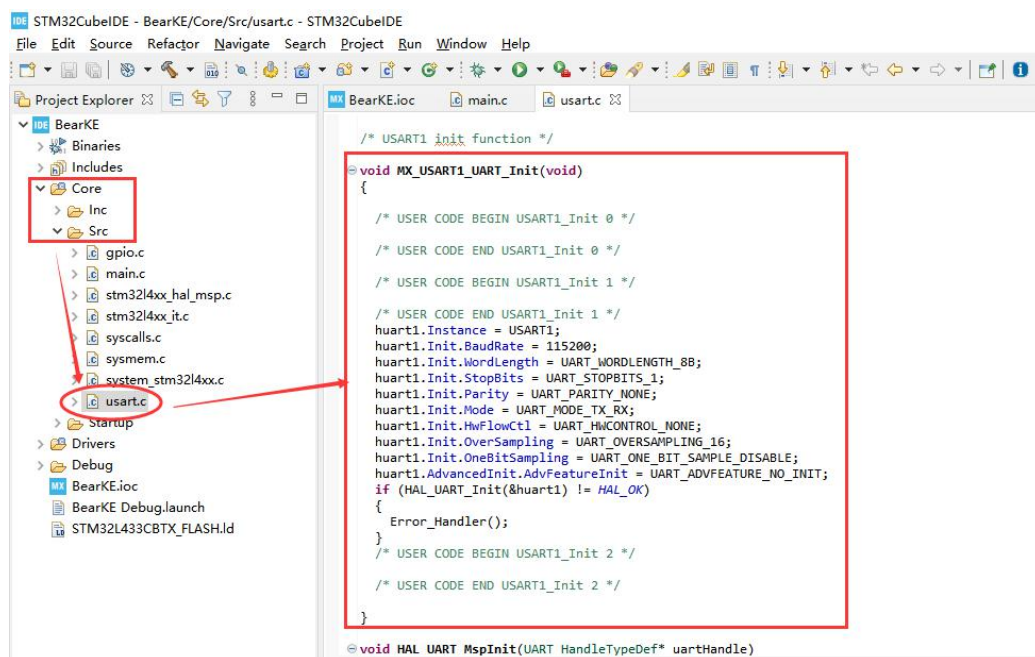 IDE STM32CubeIDE - BearKE/Core/Src/usart.c - STM32CubeIDE
File Edit Source Refactor Navigate Search Project Run Window Help
Project Explorer
MX BearKE.ioc
.c main.c
.c usart.c
IDE BearKE
Binaries
Includes
Core
Inc
Src
.c gpio.c
.c main.c
.c stm32l4xx_hal_msp.c
.c stm32l4xx_it.c
.c syscalls.c
.c sysmem.c
.c system_stm32l4xx.c
.c usart.c
Startup
Drivers
Debug
MX BearKE.ioc
BearKE Debug.launch
STM32L433CBTX_FLASH.ld
/* USART1 init function */
void MX_USART1_UART_Init(void)
{
/* USER CODE BEGIN USART1_Init 0 */
/* USER CODE END USART1_Init 0 */
/* USER CODE BEGIN USART1_Init 1 */
/* USER CODE END USART1_Init 1 */
huart1.Instance = USART1;
huart1.Init.BaudRate = 115200;
huart1.Init.WordLength = UART_WORDLENGTH_8B;
huart1.Init.StopBits = UART_STOPBITS_1;
huart1.Init.Parity = UART_PARITY_NONE;
huart1.Init.Mode = UART_MODE_TX_RX;
huart1.Init.HwFlowCtl = UART_HWCONTROL_NONE;
huart1.Init.OverSampling = UART_OVERSAMPLING_16;
huart1.Init.OneBitSampling = UART_ONE_BIT_SAMPLE_DISABLE;
huart1.AdvancedInit.AdvFeatureInit = UART_ADVFEATURE_NO_INIT;
if (HAL_UART_Init(&huart1) != HAL_OK)
{
Error_Handler();
}
/* USER CODE BEGIN USART1_Init 2 */
/* USER CODE END USART1_Init 2 */
}
void HAL_UART_MspInit(UART_HandleTypeDef* uartHandle)